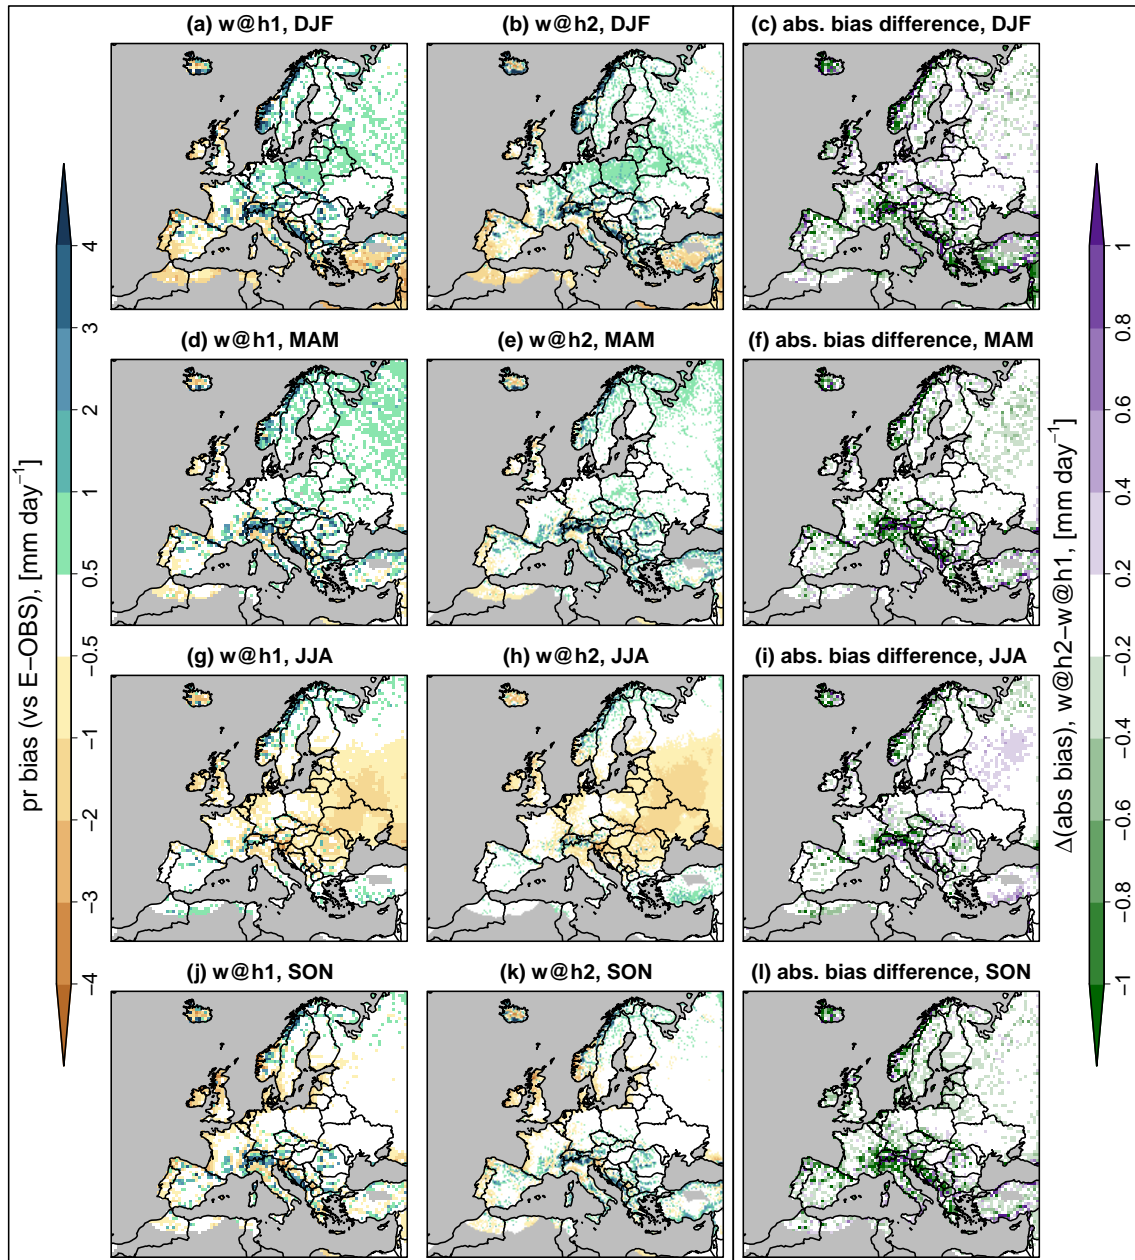 (a) w@h1, DJF
(b) w@h2, DJF
(c) abs. bias difference, DJF
(d) w@h1, MAM
(e) w@h2, MAM
(f) abs. bias difference, MAM
(g) w@h1, JJA
(h) w@h2, JJA
(i) abs. bias difference, JJA
(j) w@h1, SON
(k) w@h2, SON
(l) abs. bias difference, SON
pr bias (vs E−OBS), [mm day⁻¹]
4
3
2
1
0.5
−0.5
−1
−2
−3
−4
Δ(abs bias), w@h2−w@h1, [mm day⁻¹]
1
0.8
0.6
0.4
0.2
−0.2
−0.4
−0.6
−0.8
−1